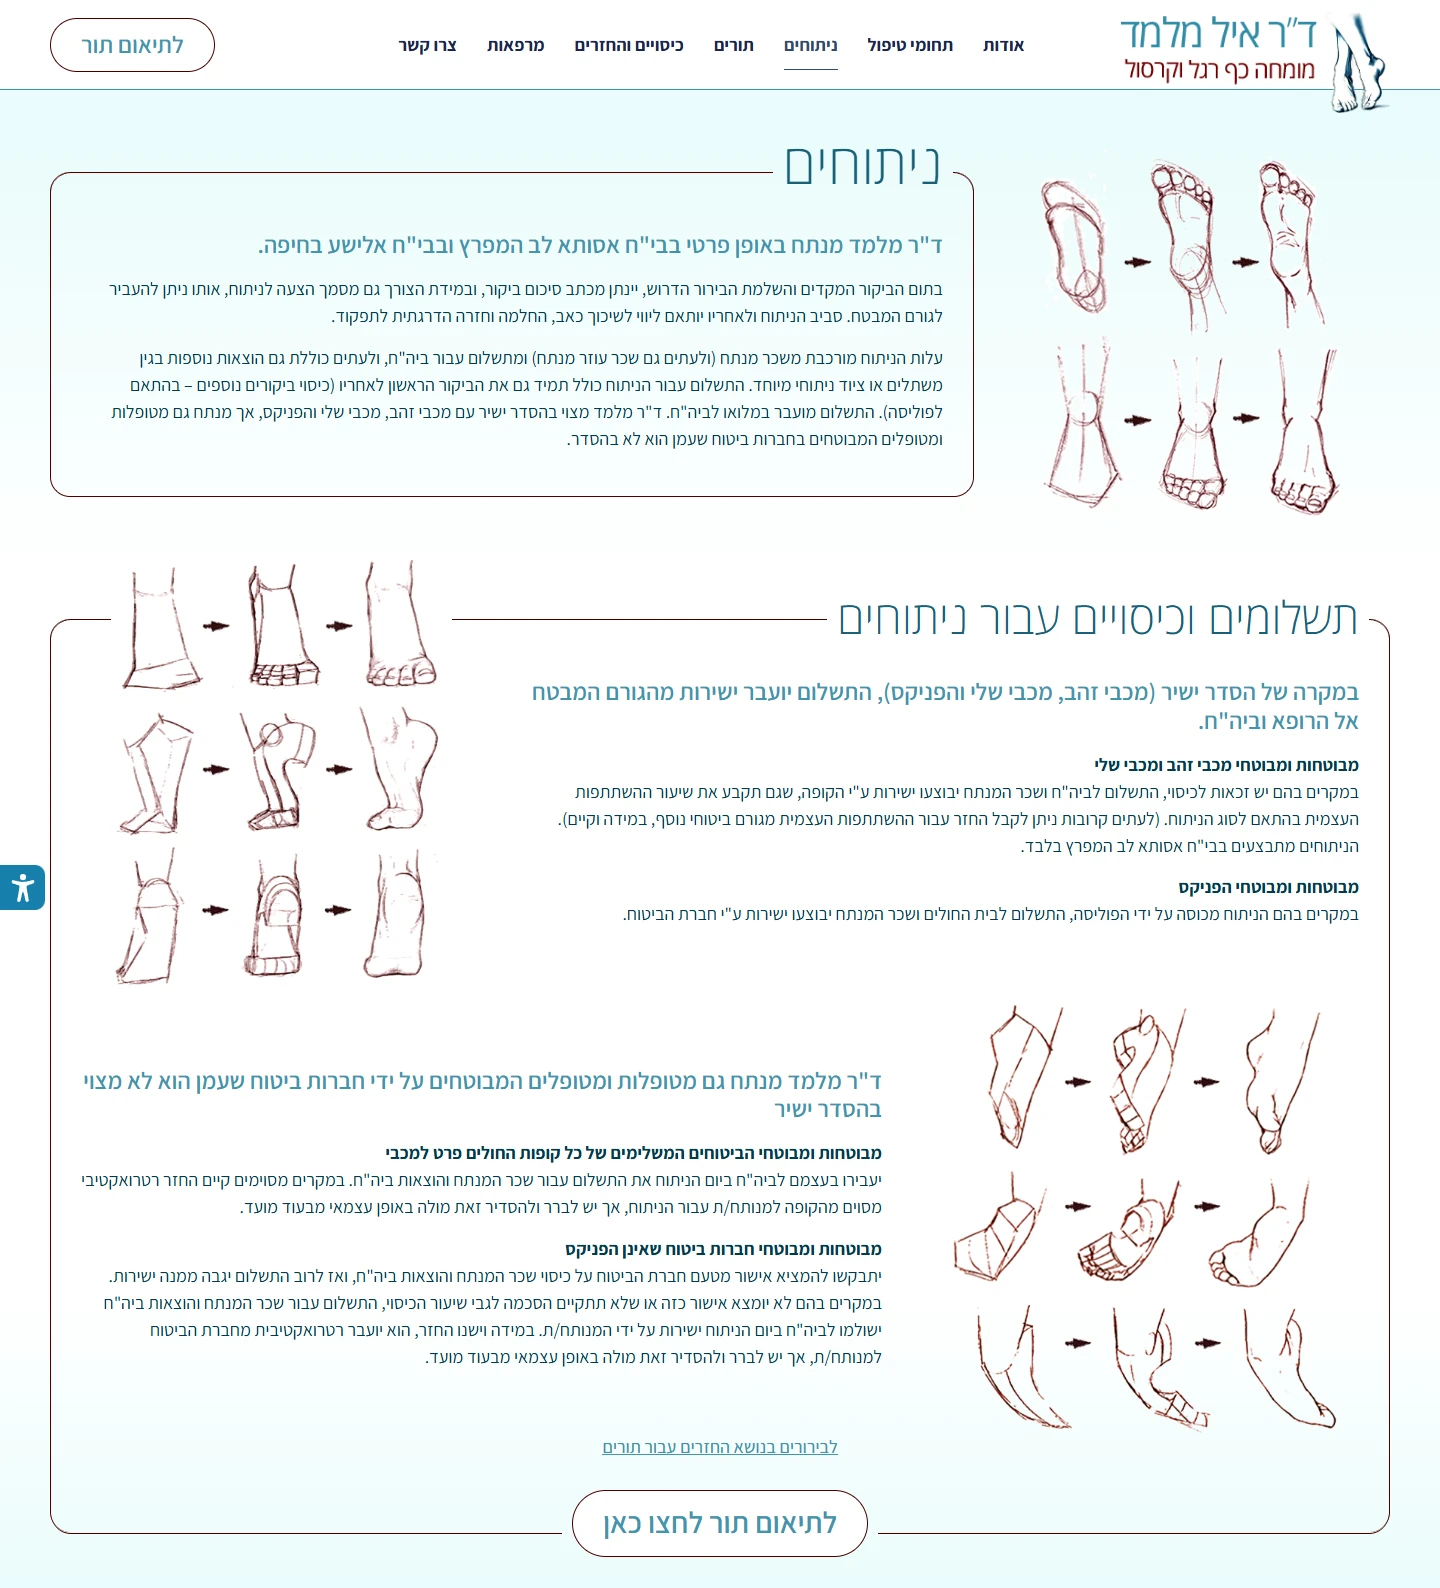 ד"ר איל מלמד
מומחה כף רגל וקרסול
אודות
תחומי טיפול
ניתוחים
תורים
כיסויים והחזרים
מרפאות
צרו קשר
לתיאום תור
ניתוחים
ד"ר מלמד מנתח באופן פרטי בבי"ח אסותא לב המפרץ ובבי"ח אלישע בחיפה.
בתום הביקור המקדים והשלמת הבירור הדרוש, יינתן מכתב סיכום ביקור, ובמידת הצורך גם מסמך הצעה לניתוח, אותו ניתן להעביר
לגורם המבטח. סביב הניתוח ולאחריו יותאם ליווי לשיכוך כאב, החלמה וחזרה הדרגתית לתפקוד.
עלות הניתוח מורכבת משכר מנתח (ולעתים גם שכר עוזר מנתח) ומתשלום עבור ביה"ח, ולעתים כוללת גם הוצאות נוספות בגין
משתלים או ציוד ניתוחי מיוחד. התשלום עבור הניתוח כולל תמיד גם את הביקור הראשון לאחריו (כיסוי ביקורים נוספים – בהתאם
לפוליסה). התשלום מועבר במלואו לביה"ח. ד"ר מלמד מצוי בהסדר ישיר עם מכבי זהב, מכבי שלי והפניקס, אך מנתח גם מטופלות
ומטופלים המבוטחים בחברות ביטוח שעמן הוא לא בהסדר.
תשלומים וכיסויים עבור ניתוחים
במקרה של הסדר ישיר (מכבי זהב, מכבי שלי והפניקס), התשלום יועבר ישירות מהגורם המבטח
אל הרופא וביה"ח.
מבוטחות ומבוטחי מכבי זהב ומכבי שלי
במקרים בהם יש זכאות לכיסוי, התשלום לביה"ח ושכר המנתח יבוצעו ישירות ע"י הקופה, שגם תקבע את שיעור ההשתתפות
העצמית בהתאם לסוג הניתוח. (לעתים קרובות ניתן לקבל החזר עבור ההשתתפות העצמית מגורם ביטוחי נוסף, במידה וקיים).
הניתוחים מתבצעים בבי"ח אסותא לב המפרץ בלבד.
מבוטחות ומבוטחי הפניקס
במקרים בהם הניתוח מכוסה על ידי הפוליסה, התשלום לבית החולים ושכר המנתח יבוצעו ישירות ע"י חברת הביטוח.
ד"ר מלמד מנתח גם מטופלות ומטופלים המבוטחים על ידי חברות ביטוח שעמן הוא לא מצוי
בהסדר ישיר
מבוטחות ומבוטחי הביטוחים המשלימים של כל קופות החולים פרט למכבי
יעבירו בעצמם לביה"ח ביום הניתוח את התשלום עבור שכר המנתח והוצאות ביה"ח. במקרים מסוימים קיים החזר רטרואקטיבי
מסוים מהקופה למנותח/ת עבור הניתוח, אך יש לברר ולהסדיר זאת מולה באופן עצמאי מבעוד מועד.
מבוטחות ומבוטחי חברות ביטוח שאינן הפניקס
יתבקשו להמציא אישור מטעם חברת הביטוח על כיסוי שכר המנתח והוצאות ביה"ח, ואז לרוב התשלום יגבה ממנה ישירות.
במקרים בהם לא יומצא אישור כזה או שלא תתקיים הסכמה לגבי שיעור הכיסוי, התשלום עבור שכר המנתח והוצאות ביה"ח
ישולמו לביה"ח ביום הניתוח ישירות על ידי המנותח/ת. במידה וישנו החזר, הוא יועבר רטרואקטיבית מחברת הביטוח
למנותח/ת, אך יש לברר ולהסדיר זאת מולה באופן עצמאי מבעוד מועד.
לבירורים בנושא החזרים עבור תורים
לתיאום תור לחצו כאן